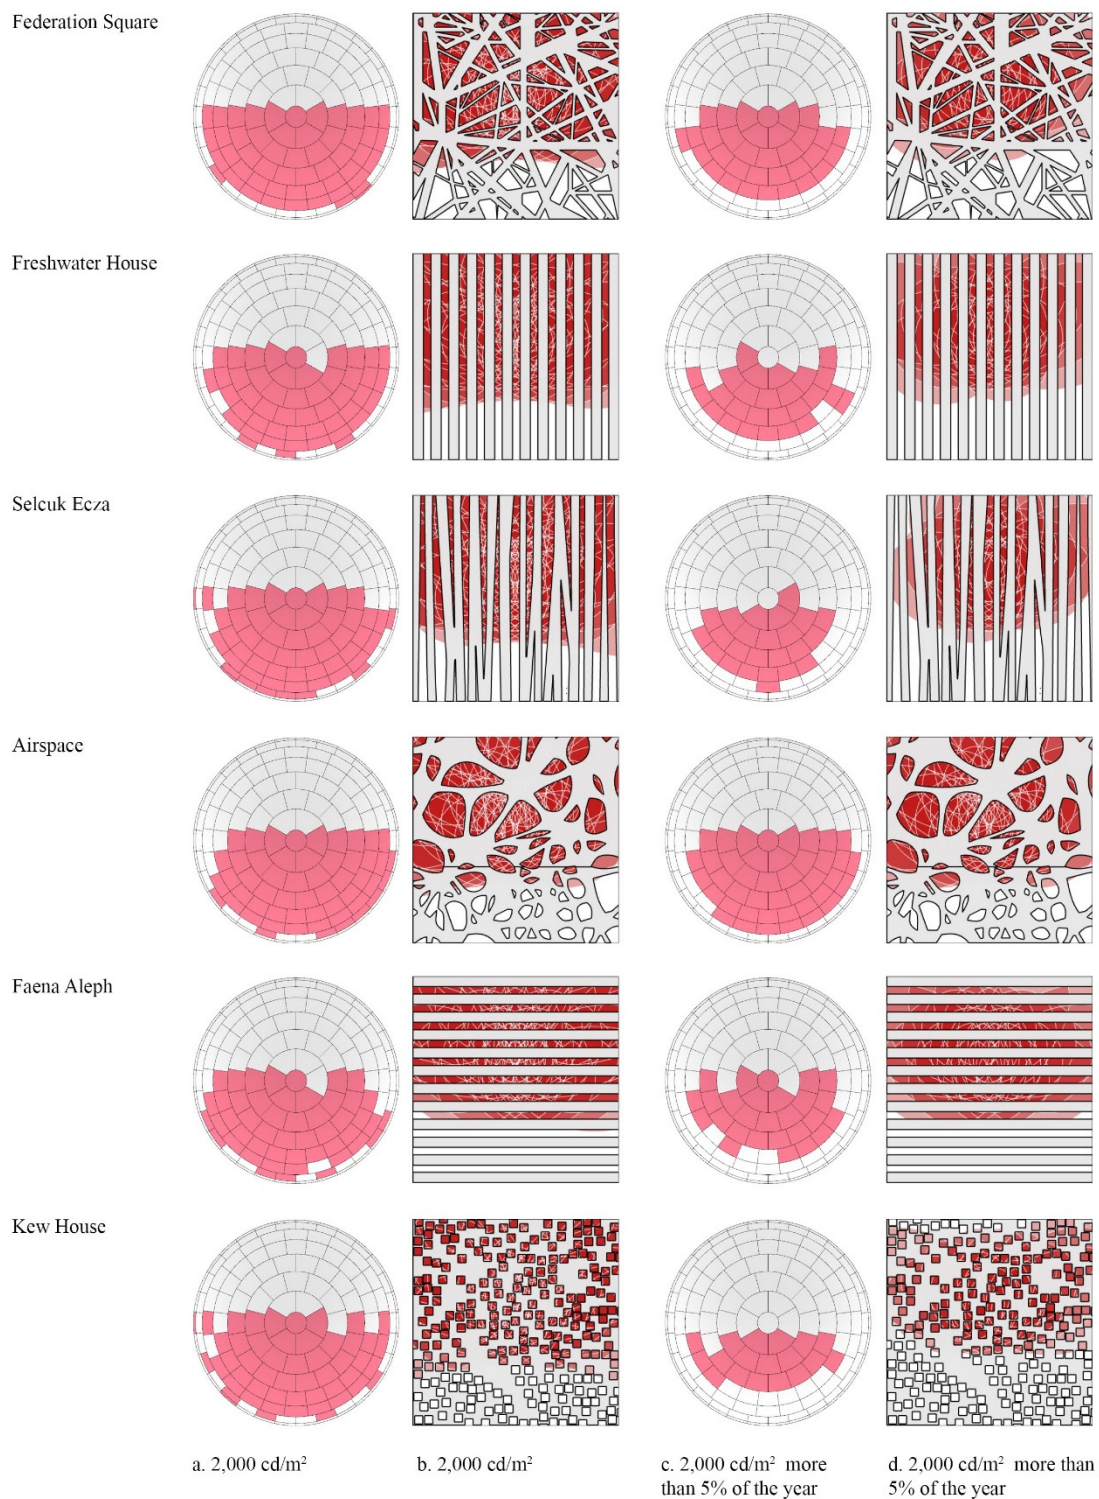 Federation Square
Freshwater House
Selcuk Ecza
Airspace
Faena Aleph
Kew House
a. 2,000 cd/m²
b. 2,000 cd/m²
c. 2,000 cd/m² more
than 5% of the year
d. 2,000 cd/m² more than
5% of the year